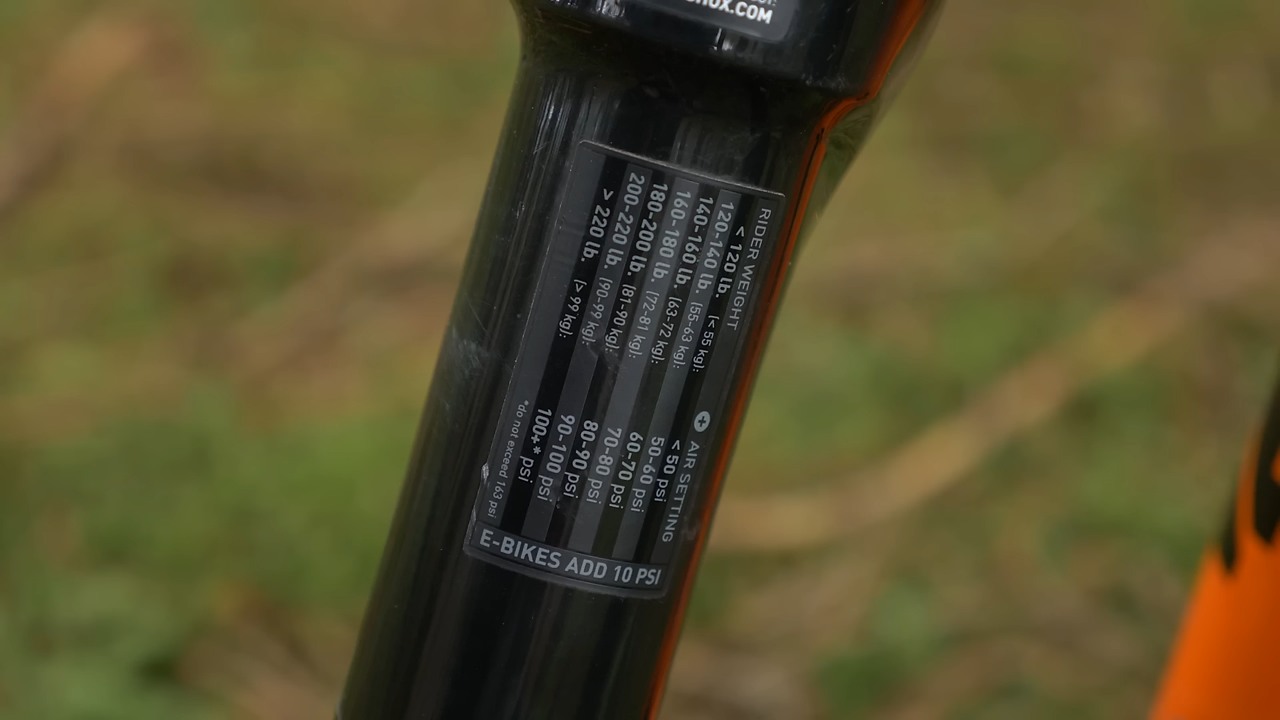 RIDER WEIGHT ⊕ AIR SETTING
< 120 lb. (< 55 kg): < 50 psi
120-140 lb. (55-63 kg): 50-60 psi
140-160 lb. (63-72 kg): 60-70 psi
160-180 lb. (72-81 kg): 70-80 psi
180-200 lb. (81-90 kg): 80-90 psi
200-220 lb. (90-99 kg): 90-100 psi
> 220 lb. (> 99 kg): 100+* psi
*do not exceed 163 psi
E-BIKES ADD 10 PSI